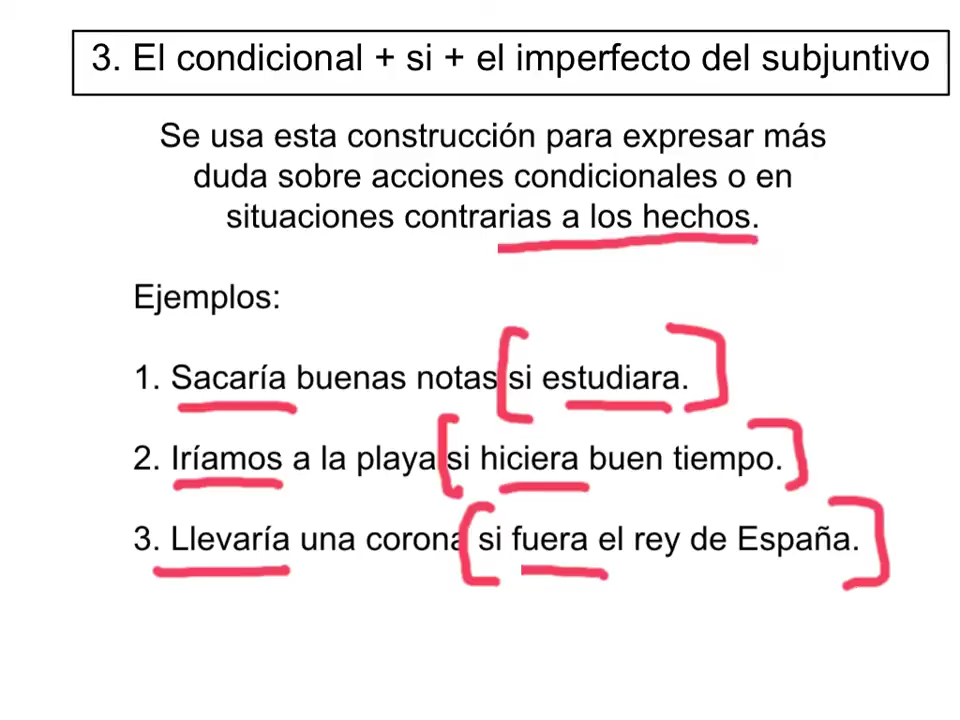 3. El condicional + si + el imperfecto del subjuntivo
Se usa esta construcción para expresar más
duda sobre acciones condicionales o en
situaciones contrarias a los hechos.
Ejemplos:
1. Sacaría buenas notas si estudiara.
2. Iríamos a la playa si hiciera buen tiempo.
3. Llevaría una corona si fuera el rey de España.